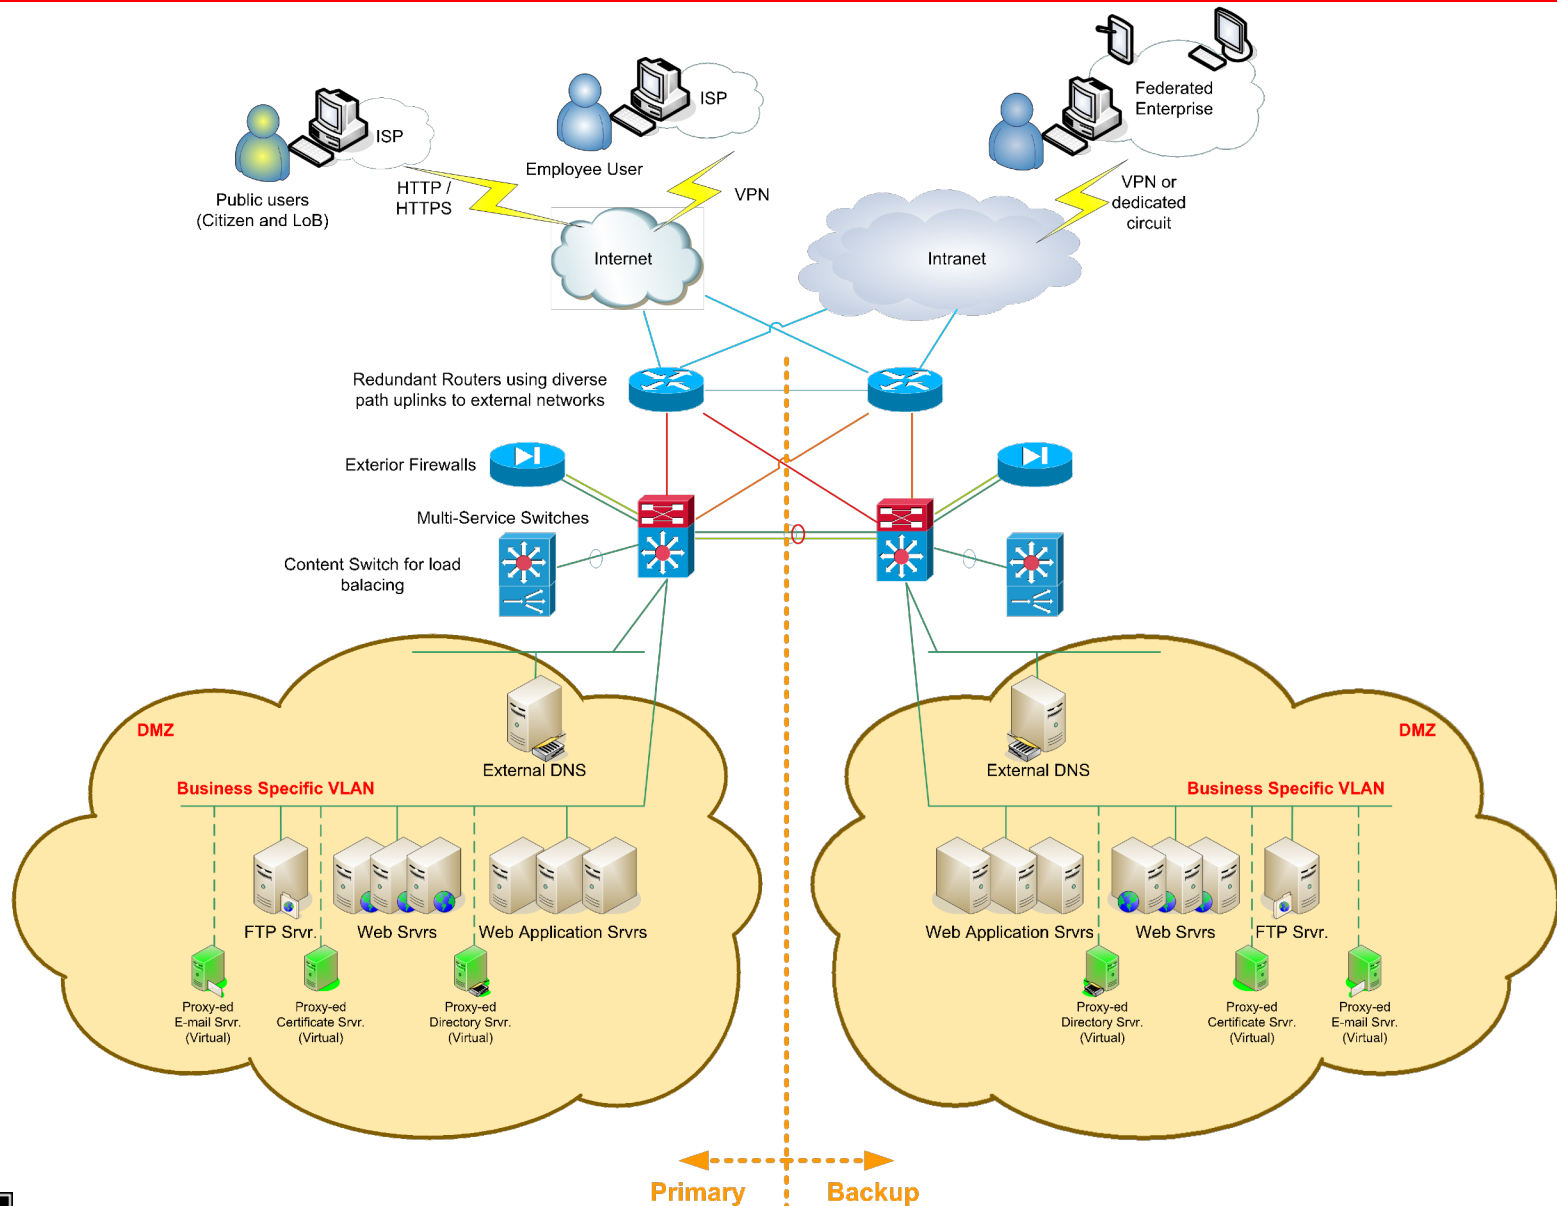 Federated
Enterprise
ISP
ISP
Employee User
Public users
(Citizen and LoB)
HTTP /
HTTPS
VPN
VPN or
dedicated
circuit
Internet
Intranet
Redundant Routers using diverse
path uplinks to external networks
Exterior Firewalls
Multi-Service Switches
Content Switch for load
balacing
DMZ
External DNS
Business Specific VLAN
FTP Srvr.
Web Srvrs
Web Application Srvrs
Proxy-ed
E-mail Srvr.
(Virtual)
Proxy-ed
Certificate Srvr.
(Virtual)
Proxy-ed
Directory Srvr.
(Virtual)
DMZ
External DNS
Business Specific VLAN
Web Application Srvrs
Web Srvrs
FTP Srvr.
Proxy-ed
Directory Srvr.
(Virtual)
Proxy-ed
Certificate Srvr.
(Virtual)
Proxy-ed
E-mail Srvr.
(Virtual)
Primary
Backup